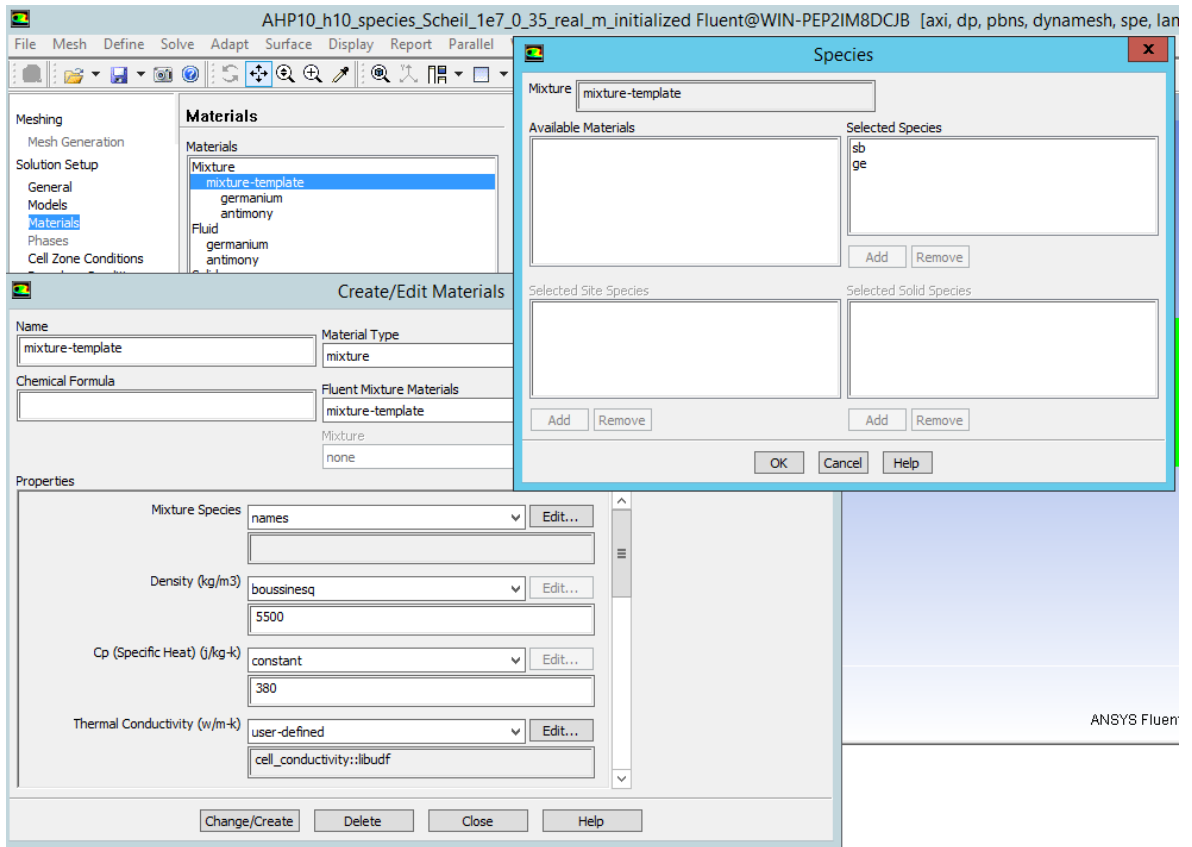 AHP10_h10_species_Scheil_1e7_0_35_real_m_initialized Fluent@WIN-PEP2IM8DCJB [axi, dp, pbns, dynamesh, spe, lan
File Mesh Define Solve Adapt Surface Display Report Parallel
Meshing
Mesh Generation
Solution Setup
General
Models
Materials
Phases
Cell Zone Conditions
Materials
Materials
Mixture
mixture-template
germanium
antimony
Fluid
germanium
antimony
Species
X
Mixture
mixture-template
Available Materials
Selected Species
sb
ge
Add Remove
Selected Site Species
Selected Solid Species
Add Remove
Add Remove
OK Cancel Help
Create/Edit Materials
Name
mixture-template
Material Type
mixture
Chemical Formula
Fluent Mixture Materials
mixture-template
Mixture
none
Properties
Mixture Species
names
Edit...
Density (kg/m3)
boussinesq
Edit...
5500
Cp (Specific Heat) (j/kg-k)
constant
Edit...
380
Thermal Conductivity (w/m-k)
user-defined
Edit...
cell_conductivity::libudf
Change/Create Delete Close Help
ANSYS Fluent